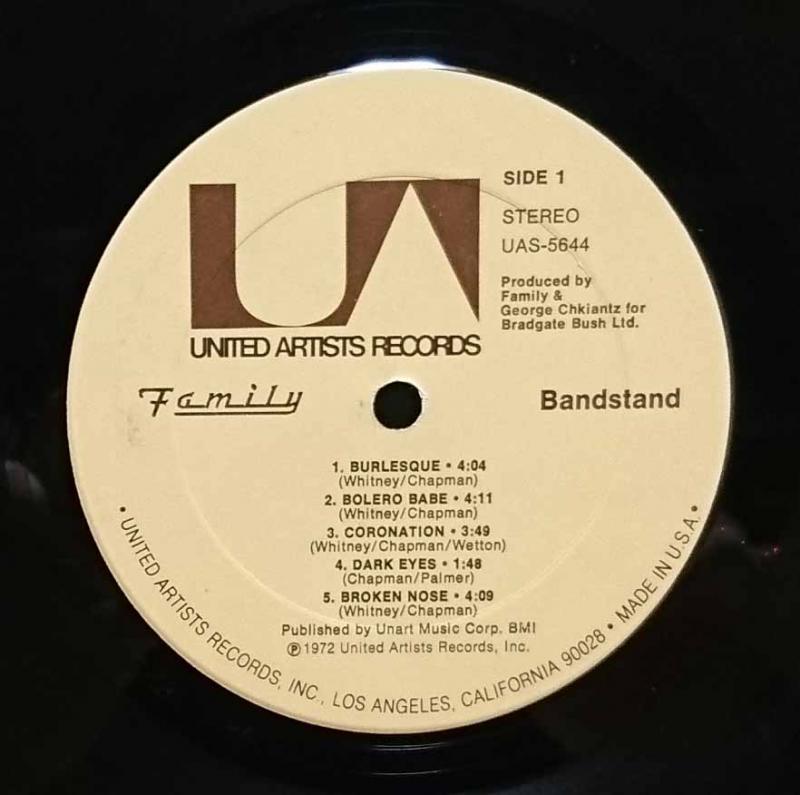 UA
SIDE 1
STEREO
UAS-5644
Produced by
Family &
George Chkiantz for
Bradgate Bush Ltd.
UNITED ARTISTS RECORDS
Family
Bandstand
1. BURLESQUE • 4:04
(Whitney/Chapman)
2. BOLERO BABE • 4:11
(Whitney/Chapman)
3. CORONATION • 3:49
(Whitney/Chapman/Wetton)
4. DARK EYES • 1:48
(Chapman/Palmer)
5. BROKEN NOSE • 4:09
(Whitney/Chapman)
Published by Unart Music Corp. BMI
℗1972 United Artists Records, Inc.
• UNITED ARTISTS RECORDS, INC., LOS ANGELES, CALIFORNIA 90028 • MADE IN U.S.A. •